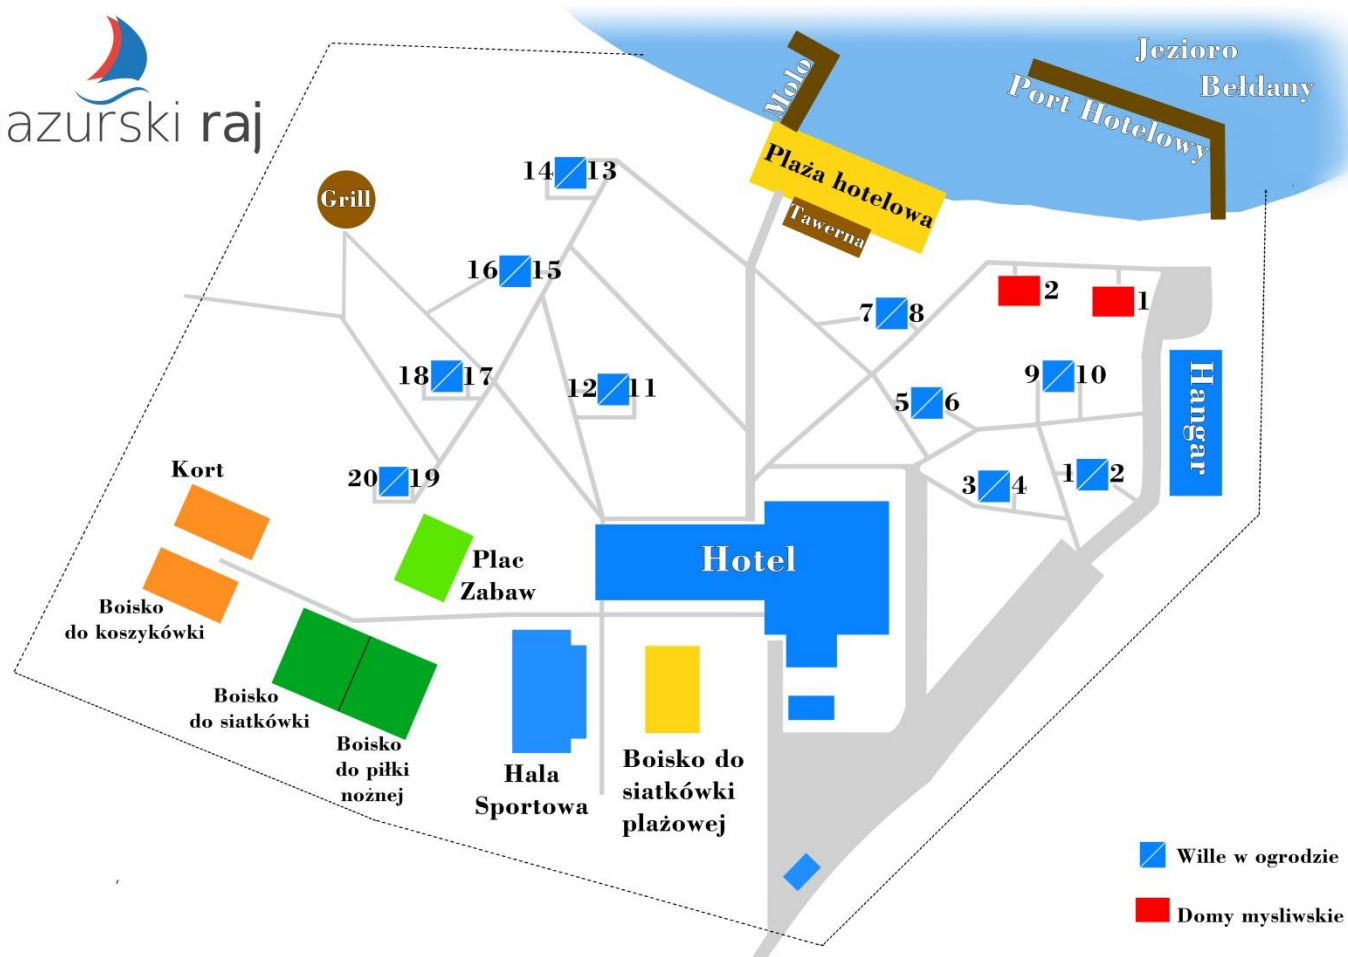 azurski raj
Jezioro
Bełdany
Molo
Port Hotelowy
Plaża hotelowa
Tawerna
Grill
14 13
16 15
18 17
12 11
20 19
7 8
2
1
9 10
5 6
3 4
1 2
Hangar
Kort
Boisko
do koszykówki
Plac
Zabaw
Hotel
Boisko
do siatkówki
Boisko
do piłki
nożnej
Hala
Sportowa
Boisko do
siatkówki
plażowej
Wille w ogrodzie
Domy mysliwskie